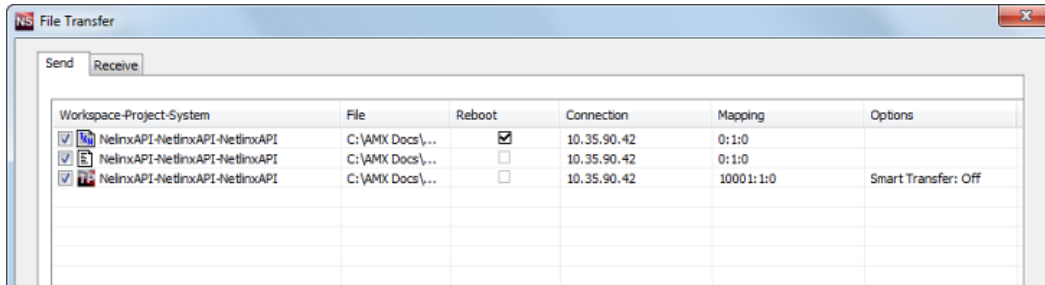 NS File Transfer
Send Receive
Workspace-Project-System File Reboot Connection Mapping Options
NelinxAPI-NetlinxAPI-NetlinxAPI C:\AMX Docs\... 10.35.90.42 0:1:0
NelinxAPI-NetlinxAPI-NetlinxAPI C:\AMX Docs\... 10.35.90.42 0:1:0
TP NelinxAPI-NetlinxAPI-NetlinxAPI C:\AMX Docs\... 10.35.90.42 10001:1:0 Smart Transfer: Off